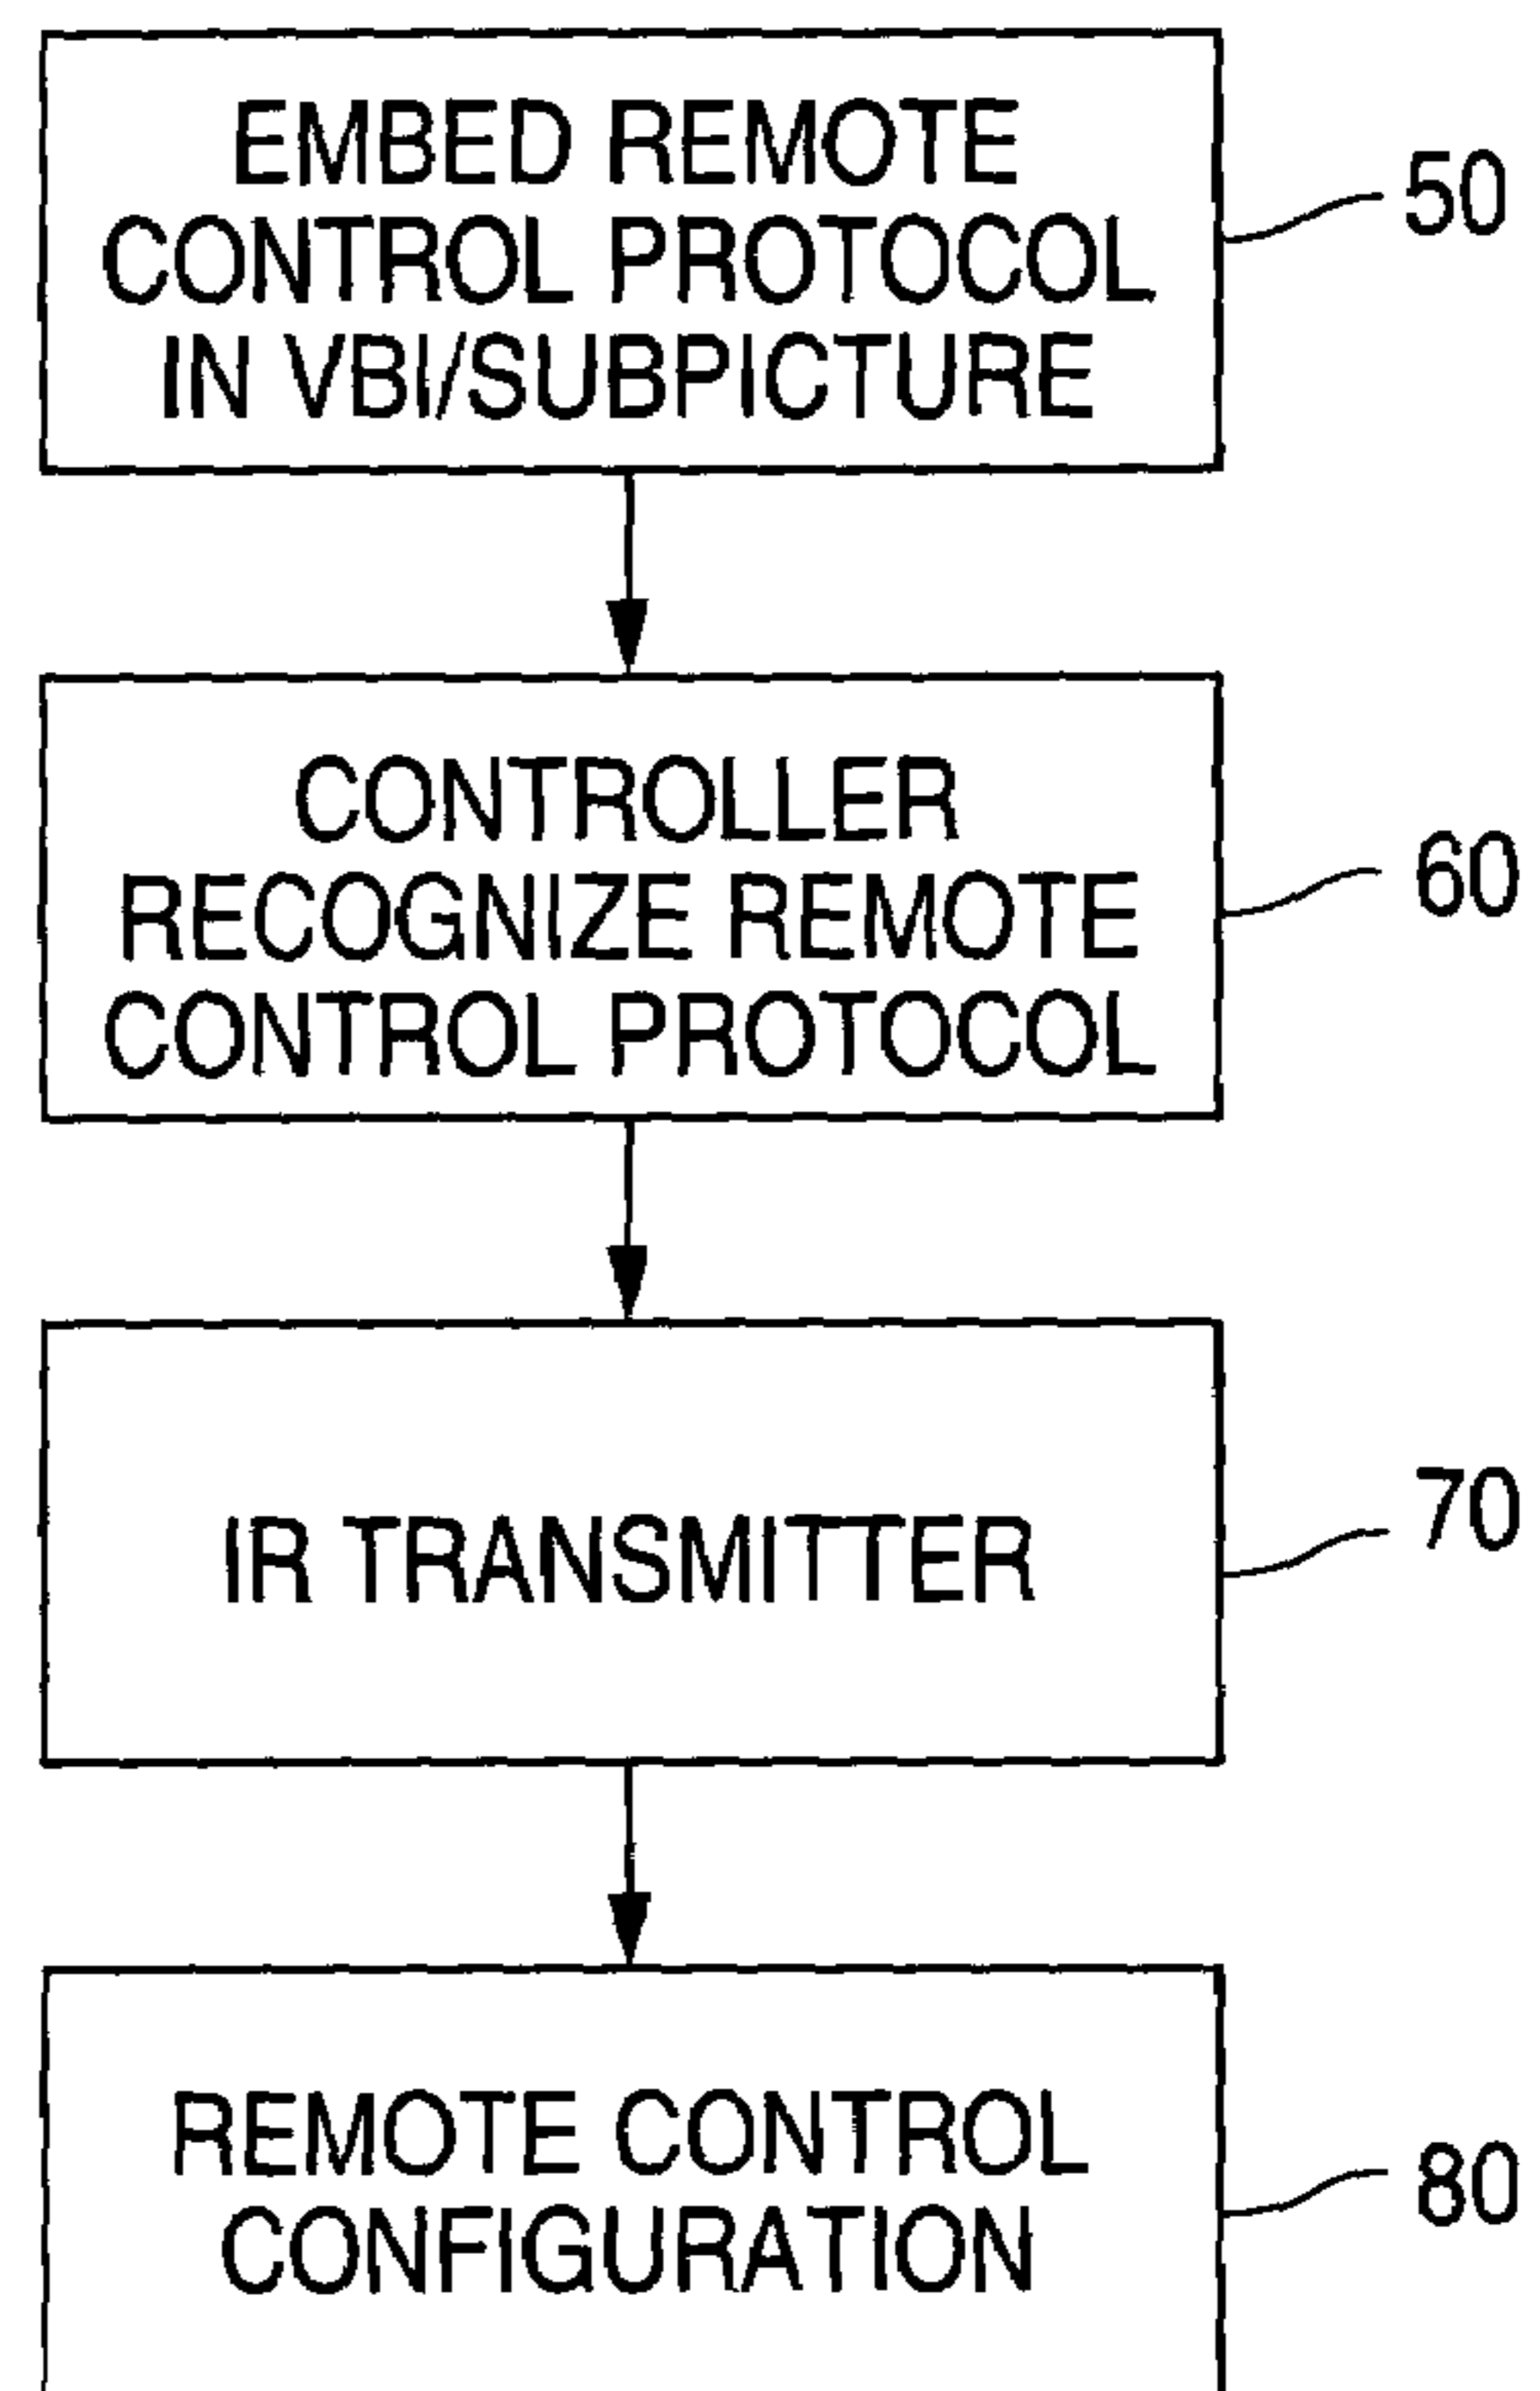 EMBED REMOTE
CONTROL PROTOCOL
IN VBI/SUBPICTURE
50
CONTROLLER
RECOGNIZE REMOTE
CONTROL PROTOCOL
60
IR TRANSMITTER
70
REMOTE CONTROL
CONFIGURATION
80